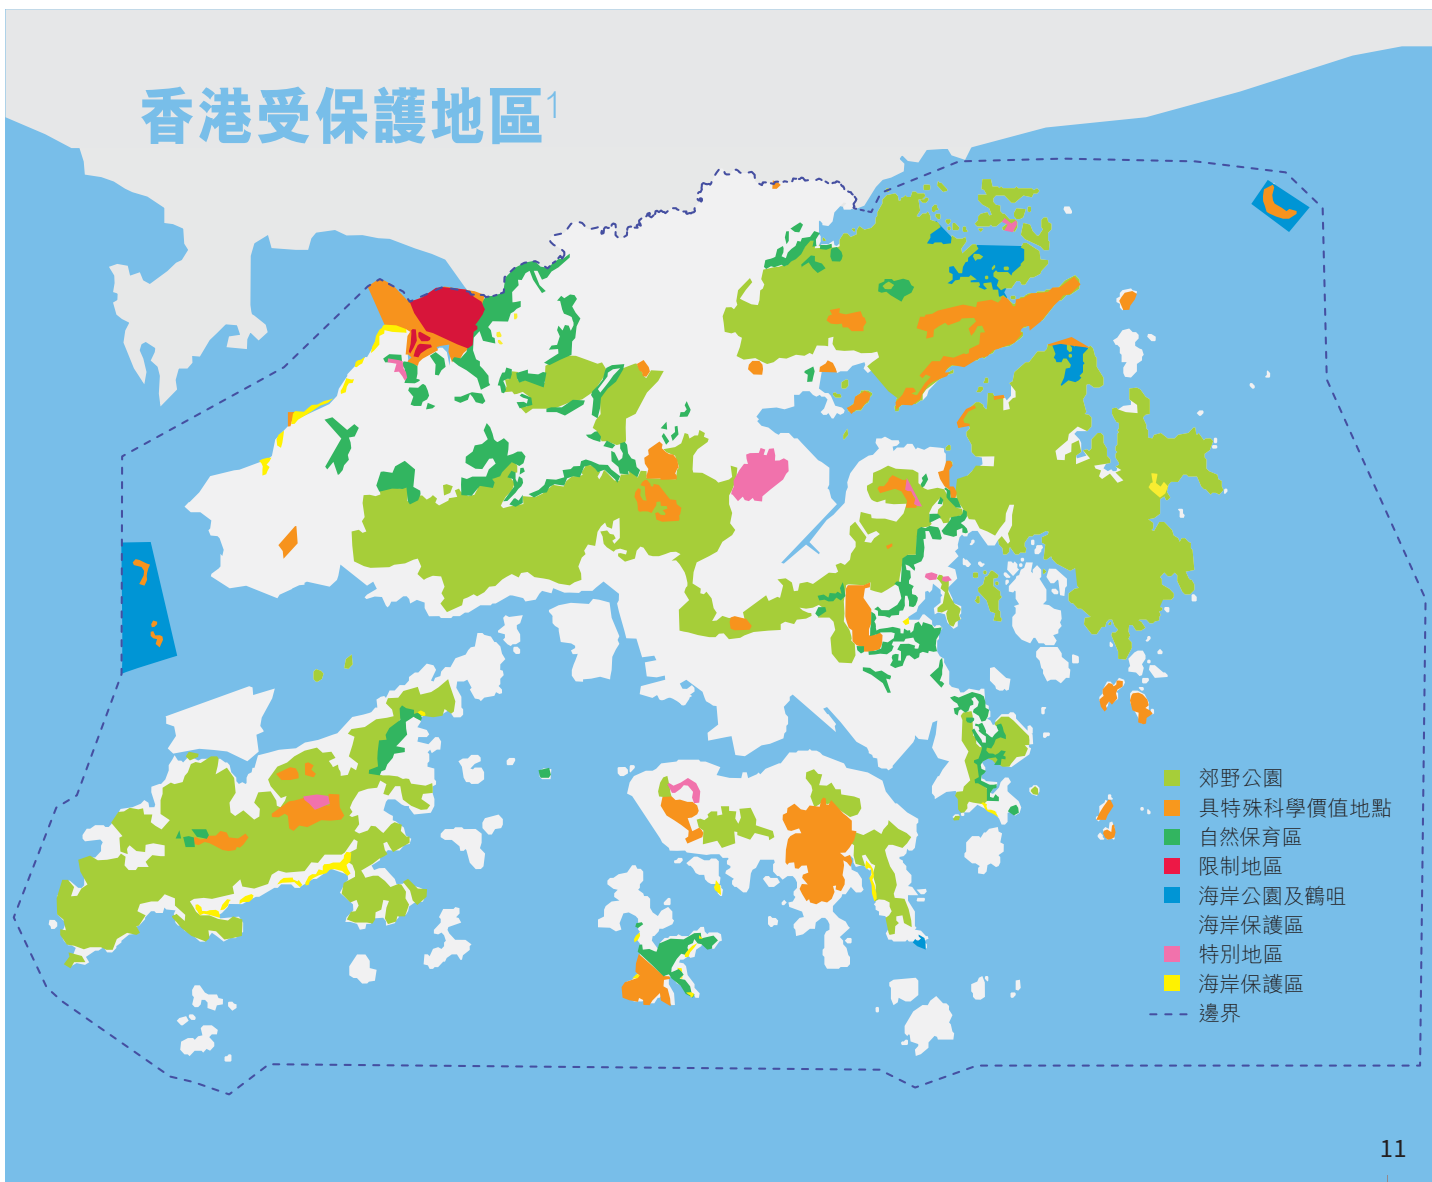 香港受保護地區1
郊野公園
具特殊科學價值地點
自然保育區
限制地區
海岸公園及鶴咀
海岸保護區
特別地區
海岸保護區
邊界
11